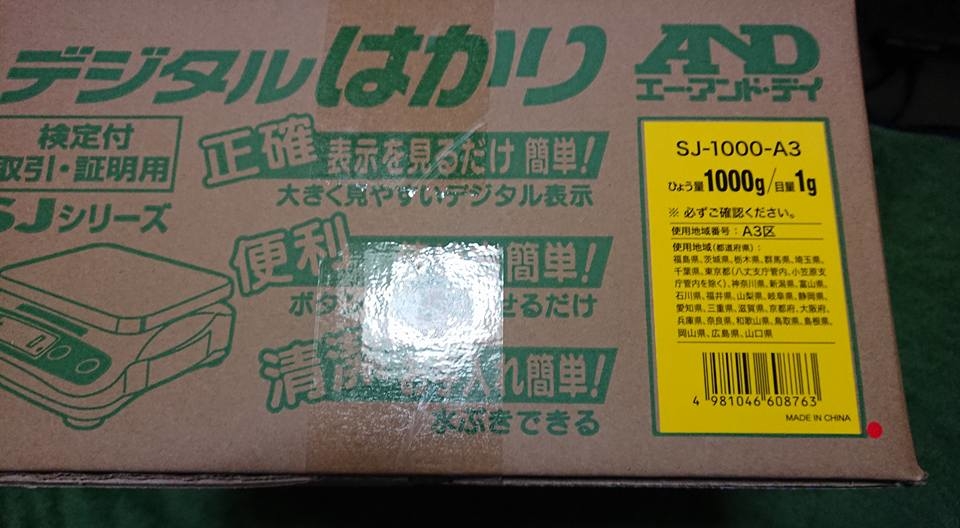 デジタルはかり
AND
エー・アンド・デイ
検定付
取引・証明用
SJシリーズ
正確 表示を見るだけ 簡単!
大きく見やすいデジタル表示
便利 簡単!
ボタ せるだけ
清潔 お手入れ簡単!
水ぶきできる
SJ-1000-A3
ひょう量1000g/目量1g
※ 必ずご確認ください。
使用地域番号：A3区
使用地域(都道府県)：
福島県、茨城県、栃木県、群馬県、埼玉県、
千葉県、東京都(八丈支庁管内、小笠原支
庁管内を除く)、神奈川県、新潟県、富山県、
石川県、福井県、山梨県、岐阜県、静岡県、
愛知県、三重県、滋賀県、京都府、大阪府、
兵庫県、奈良県、和歌山県、鳥取県、島根県、
岡山県、広島県、山口県
4 981046 608763
MADE IN CHINA